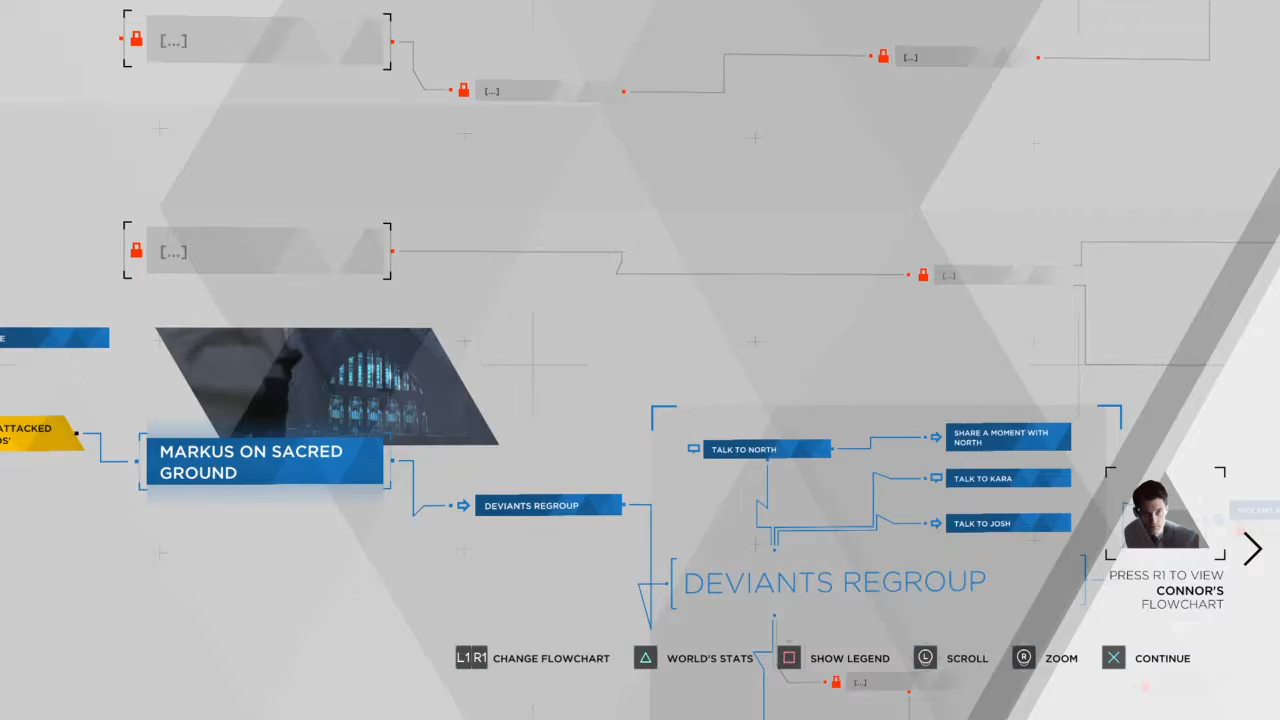 [...]
[...]
[...]
[...]
[...]
E
ATTACKED
DS'
MARKUS ON SACRED
GROUND
DEVIANTS REGROUP
TALK TO NORTH
SHARE A MOMENT WITH
NORTH
TALK TO KARA
TALK TO JOSH
DEVIANTS REGROUP
PRESS R1 TO VIEW
CONNOR'S
FLOWCHART
L1 R1 CHANGE FLOWCHART
WORLD'S STATS
SHOW LEGEND
L SCROLL
R ZOOM
CONTINUE
[...]